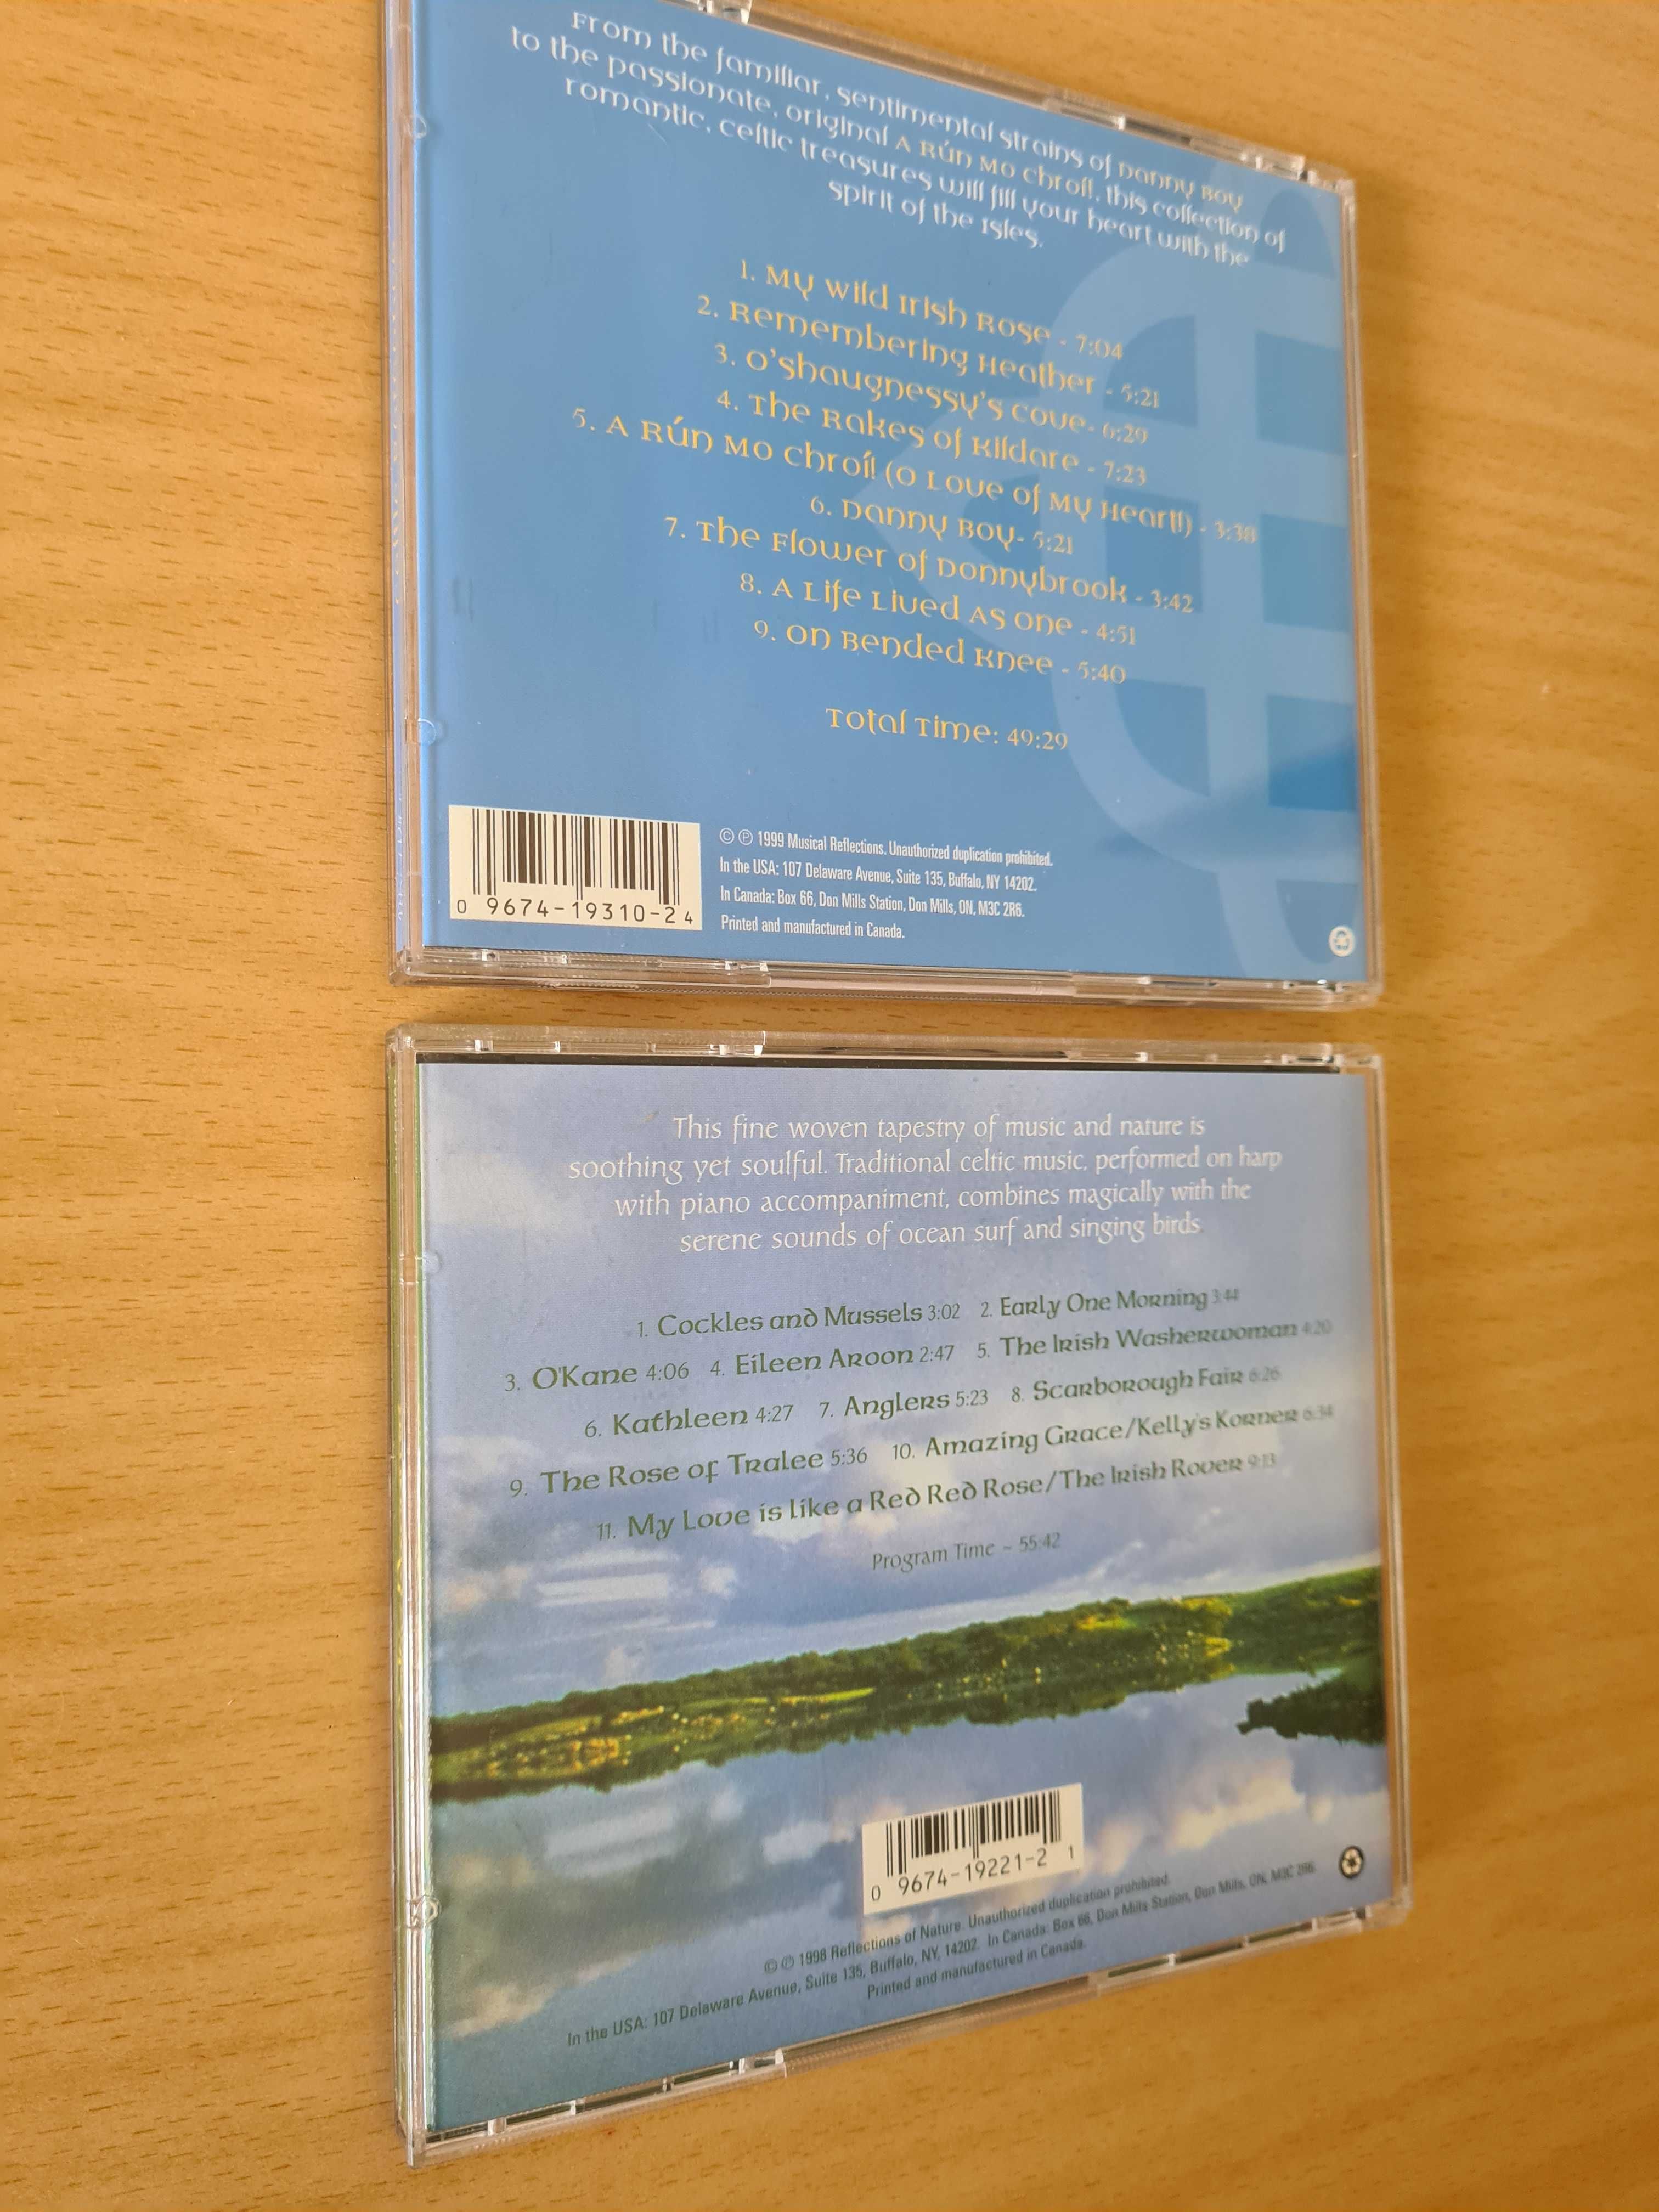 From the familiar, sentimental strains of Danny Boy
to the passionate, original A Rún Mo Chroíl, this collection of
romantic, Celtic treasures will fill your heart with the
spirit of the Isles.
1. My Wild Irish Rose - 7:04
2. Remembering Heather - 5:21
3. O'Shaugnessy's Cove- 6:29
4. The Rakes of Kildare - 7:23
5. A Rún Mo Chroíl (O Love of My Heart!) - 3:38
6. Danny Boy- 5:21
7. The Flower of Donnybrook - 3:42
8. A Life Lived As One - 4:51
9. On Bended Knee - 5:40
Total Time: 49:29
0 9674-19310-2 4
© ℗ 1999 Musical Reflections. Unauthorized duplication prohibited.
In the USA: 107 Delaware Avenue, Suite 135, Buffalo, NY 14202.
In Canada: Box 66, Don Mills Station, Don Mills, ON, M3C 2R6.
Printed and manufactured in Canada.
This fine woven tapestry of music and nature is
soothing yet soulful. Traditional celtic music, performed on harp
with piano accompaniment, combines magically with the
serene sounds of ocean surf and singing birds.
1. Cockles and Mussels 3:02 2. Early One Morning 3:44
3. O'Kane 4:06 4. Eileen Aroon 2:47 5. The Irish Washerwoman 4:20
6. Kathleen 4:27 7. Anglers 5:23 8. Scarborough Fair 6:26
9. The Rose of Tralee 5:36 10. Amazing Grace/Kelly's Korner 6:34
11. My Love is like a Red Red Rose/The Irish Rover 9:13
Program Time ~ 55:42
0 9674-19221-2 1
© ℗ 1998 Reflections of Nature. Unauthorized duplication prohibited.
In the USA: 107 Delaware Avenue, Suite 135, Buffalo, NY, 14202. In Canada: Box 66, Don Mills Station, Don Mills, ON, M3C 2R6.
Printed and manufactured in Canada.